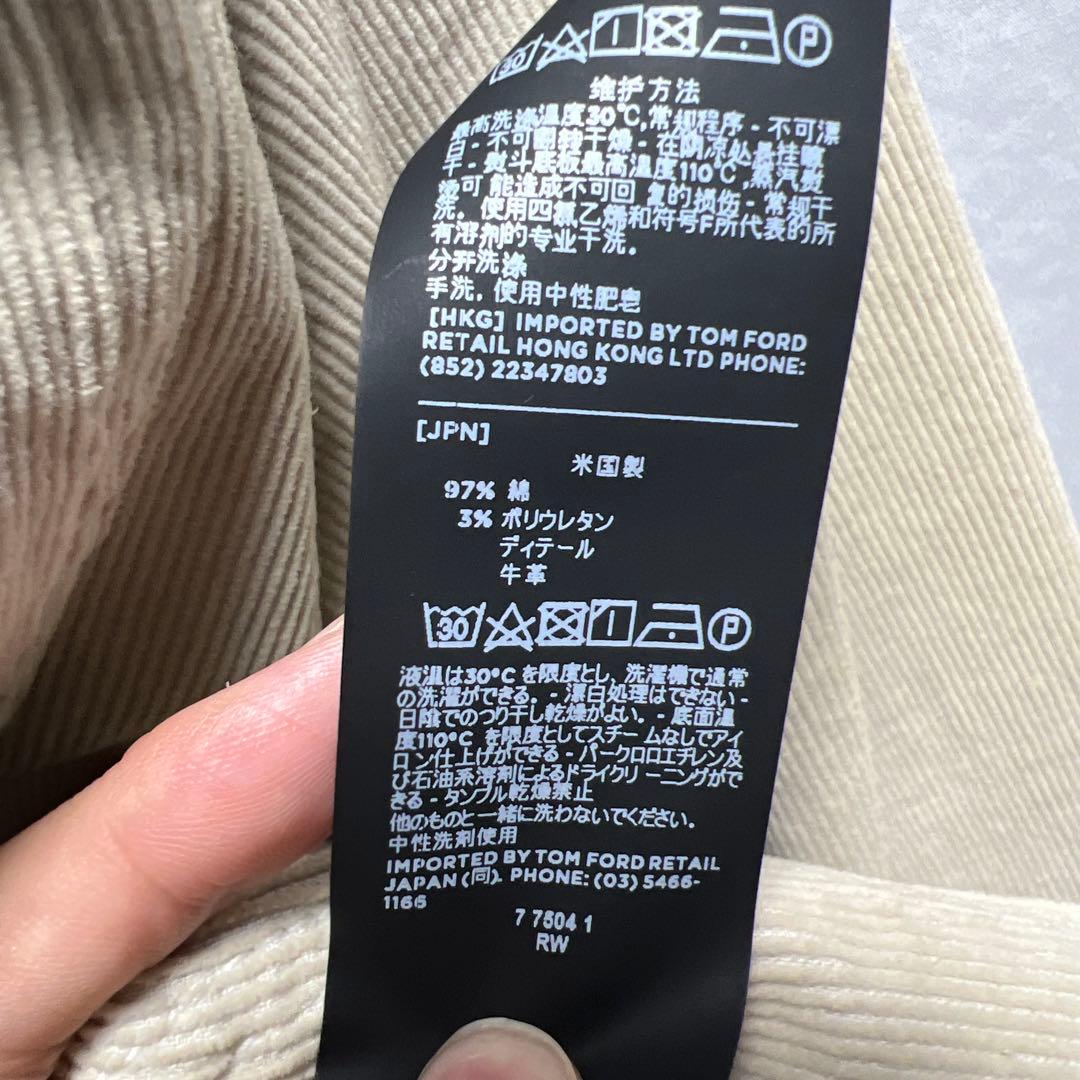 30 P
维护方法
最高洗涤温度30°C,常规程序 - 不可漂
白 - 不可翻转干燥 - 在阴凉处悬挂晾
干 - 熨斗底板最高温度110°C ,蒸汽熨
烫可 能造成不可回 复的损伤 - 常规干
洗. 使用四氯乙烯和符号F所代表的所
有溶剂的专业干洗.
分开洗涤
手洗, 使用中性肥皂
[HKG] IMPORTED BY TOM FORD
RETAIL HONG KONG LTD PHONE:
(852) 22347803
[JPN]
米国製
97% 綿
3% ポリウレタン
ディテール
牛革
30 P
液温は30°C を限度とし、洗濯機で通常
の洗濯ができる。 - 漂白処理はできない -
日陰でのつり干し乾燥がよい。 - 底面温
度110°C を限度としてスチームなしでアイ
ロン仕上げができる - パークロロエチレン及
び石油系溶剤によるドライクリーニングがで
きる - タンブル乾燥禁止
他のものと一緒に洗わないでください。
中性洗剤使用
IMPORTED BY TOM FORD RETAIL
JAPAN (同). PHONE: (03) 5466-
1166
7 7504 1
RW